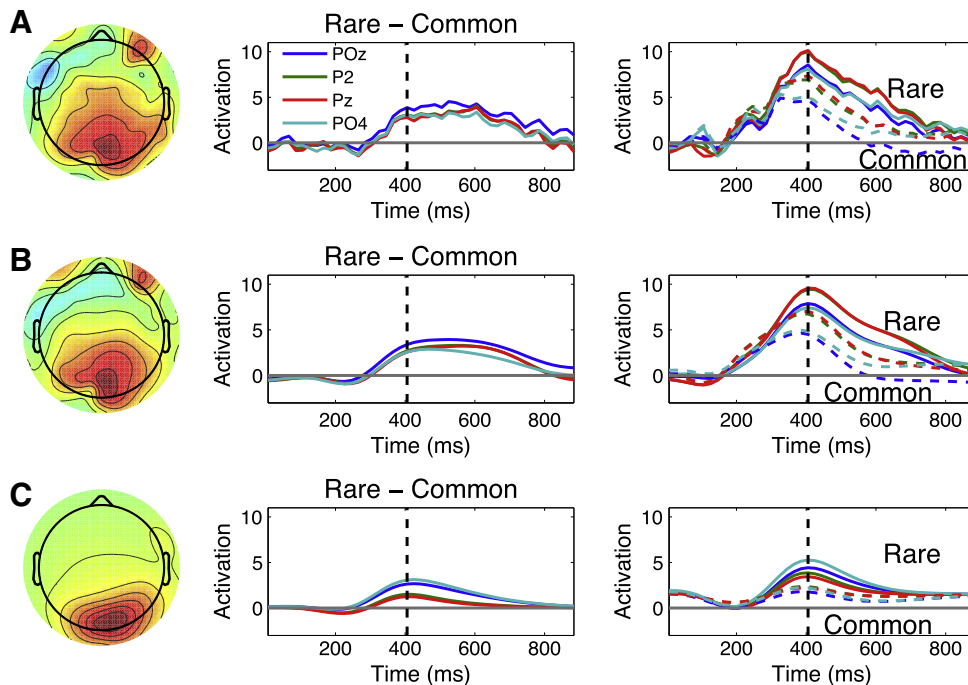 A
Rare – Common
10
5
0
Activation
POz
P2
Pz
PO4
200 400 600 800
Time (ms)
10
5
0
Activation
Rare
Common
200 400 600 800
Time (ms)
B
Rare – Common
10
5
0
Activation
200 400 600 800
Time (ms)
10
5
0
Activation
Rare
Common
200 400 600 800
Time (ms)
C
Rare – Common
10
5
0
Activation
200 400 600 800
Time (ms)
10
5
0
Activation
Rare
Common
200 400 600 800
Time (ms)